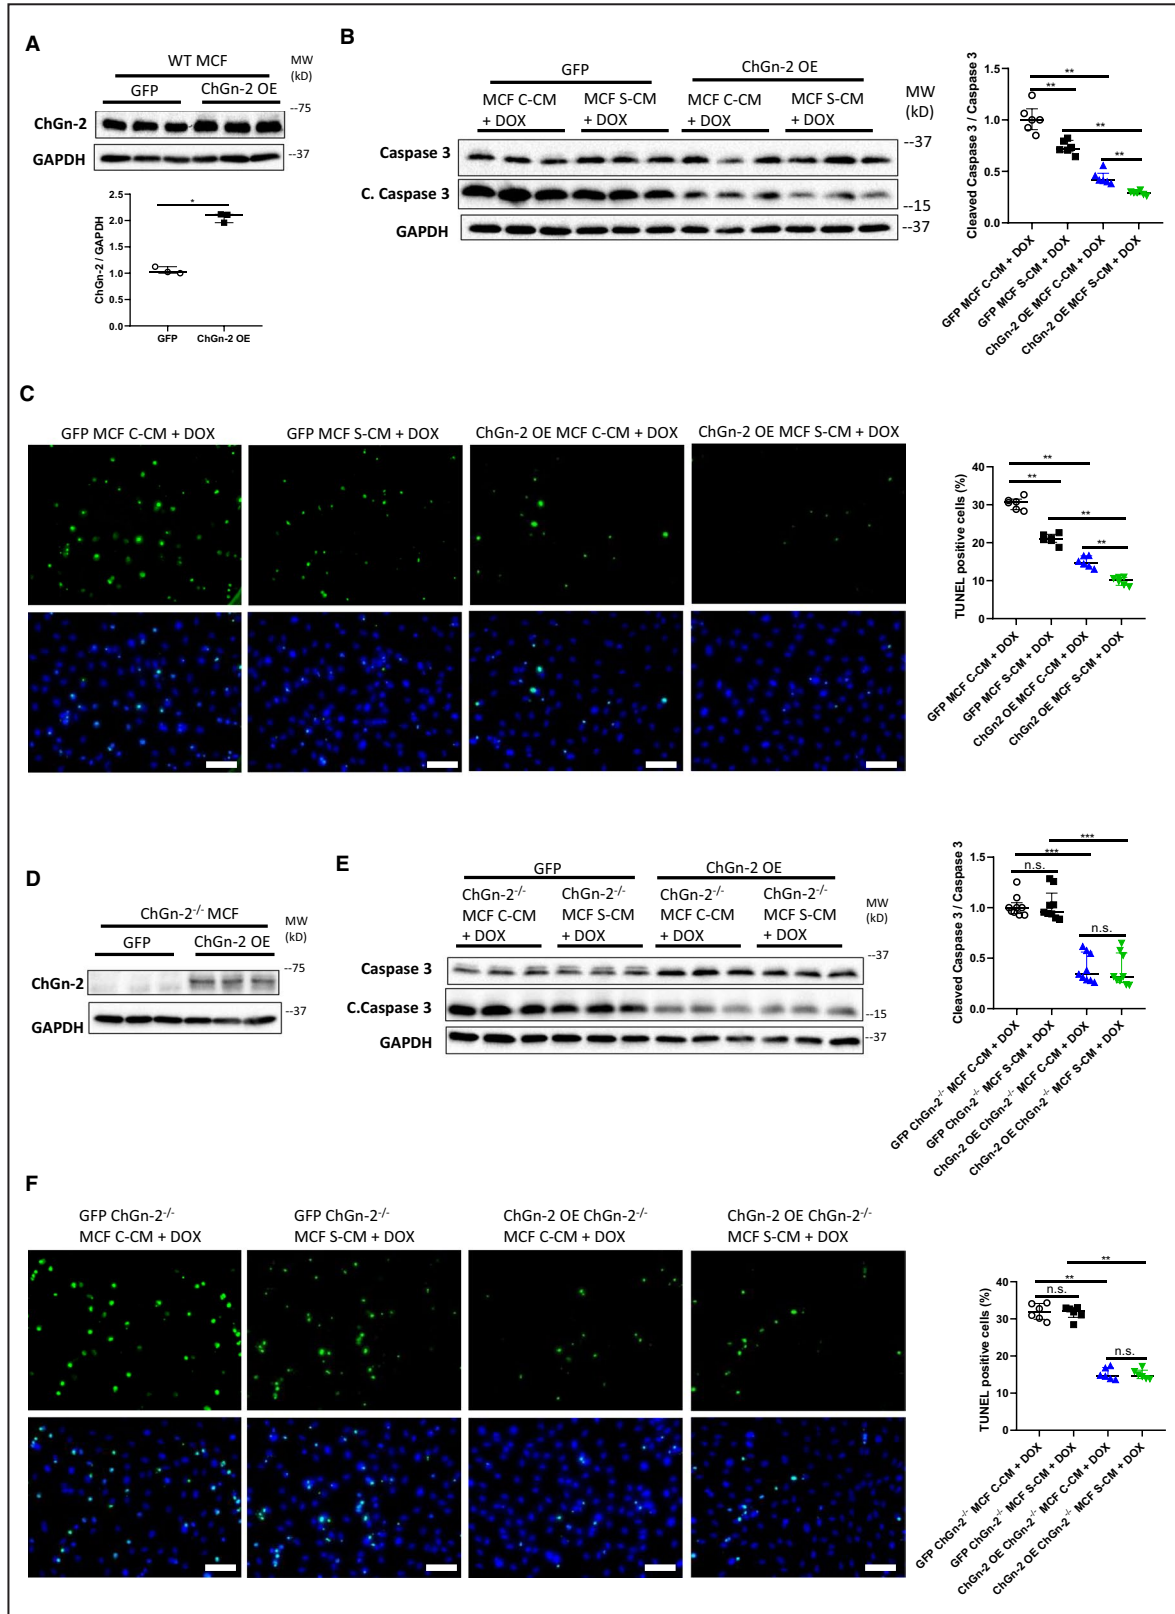 A
WT MCF
MW
(kD)
GFP
ChGn-2 OE
--75
ChGn-2
GAPDH
--37
2.5
2.0
1.5
1.0
0.5
0.0
ChGn-2 / GAPDH
*
GFP
ChGn-2 OE
B
GFP
ChGn-2 OE
MCF C-CM
+ DOX
MCF S-CM
+ DOX
MCF C-CM
+ DOX
MCF S-CM
+ DOX
MW
(kD)
Caspase 3
--37
C. Caspase 3
--15
GAPDH
--37
Cleaved Caspase 3 / Caspase 3
1.5
1.0
0.5
0.0
**
**
**
**
GFP MCF C-CM + DOX
GFP MCF S-CM + DOX
ChGn-2 OE MCF C-CM + DOX
ChGn-2 OE MCF S-CM + DOX
C
GFP MCF C-CM + DOX
GFP MCF S-CM + DOX
ChGn-2 OE MCF C-CM + DOX
ChGn-2 OE MCF S-CM + DOX
TUNEL positive cells (%)
40
30
20
10
0
**
**
**
**
GFP MCF C-CM + DOX
GFP MCF S-CM + DOX
ChGn2 OE MCF C-CM + DOX
ChGn-2 OE MCF S-CM + DOX
D
ChGn-2-/- MCF
MW
(kD)
GFP
ChGn-2 OE
--75
ChGn-2
--37
GAPDH
E
GFP
ChGn-2 OE
ChGn-2-/-
MCF C-CM
+ DOX
ChGn-2-/-
MCF S-CM
+ DOX
ChGn-2-/-
MCF C-CM
+ DOX
ChGn-2-/-
MCF S-CM
+ DOX
MW
(kD)
Caspase 3
--37
C.Caspase 3
--15
GAPDH
--37
Cleaved Caspase 3 / Caspase 3
1.5
1.0
0.5
0.0
***
***
n.s.
n.s.
GFP ChGn-2-/- MCF C-CM + DOX
GFP ChGn-2-/- MCF S-CM + DOX
ChGn-2 OE ChGn-2-/- MCF C-CM + DOX
ChGn-2 OE ChGn-2-/- MCF S-CM + DOX
F
GFP ChGn-2-/-
MCF C-CM + DOX
GFP ChGn-2-/-
MCF S-CM + DOX
ChGn-2 OE ChGn-2-/-
MCF C-CM + DOX
ChGn-2 OE ChGn-2-/-
MCF S-CM + DOX
TUNEL positive cells (%)
40
30
20
10
0
**
**
n.s.
n.s.
GFP ChGn-2-/- MCF C-CM + DOX
GFP ChGn-2-/- MCF S-CM + DOX
ChGn-2 OE ChGn-2-/- MCF C-CM + DOX
ChGn-2 OE ChGn-2-/- MCF S-CM + DOX